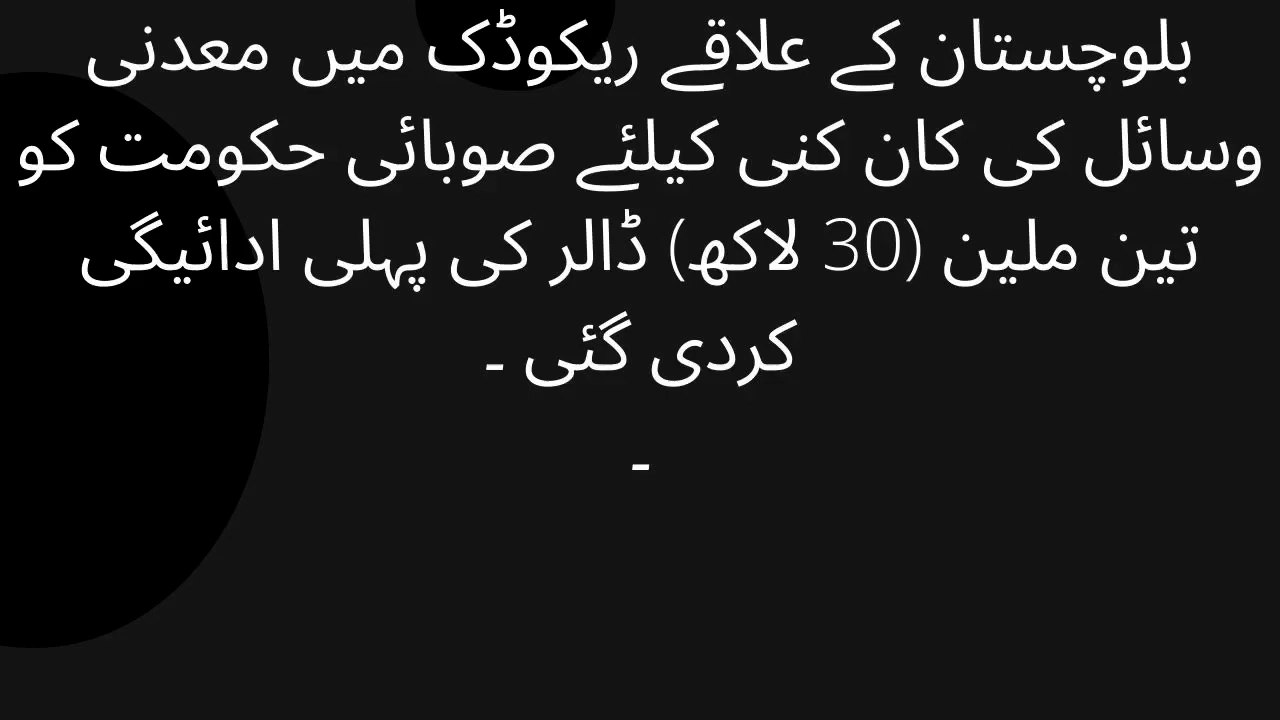 بلوچستان کے علاقے ریکوڈک میں معدنی
وسائل کی کان کنی کیلئے صوبائی حکومت کو
تین ملین (30 لاکھ) ڈالر کی پہلی ادائیگی
کردی گئی ۔
۔